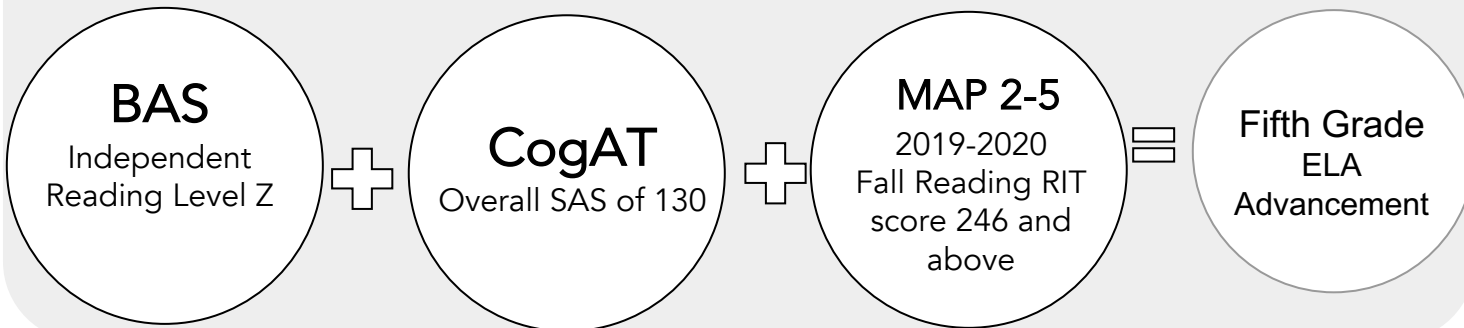 BAS
Independent
Reading Level Z
CogAT
Overall SAS of 130
MAP 2-5
2019-2020
Fall Reading RIT
score 246 and
above
Fifth Grade
ELA
Advancement